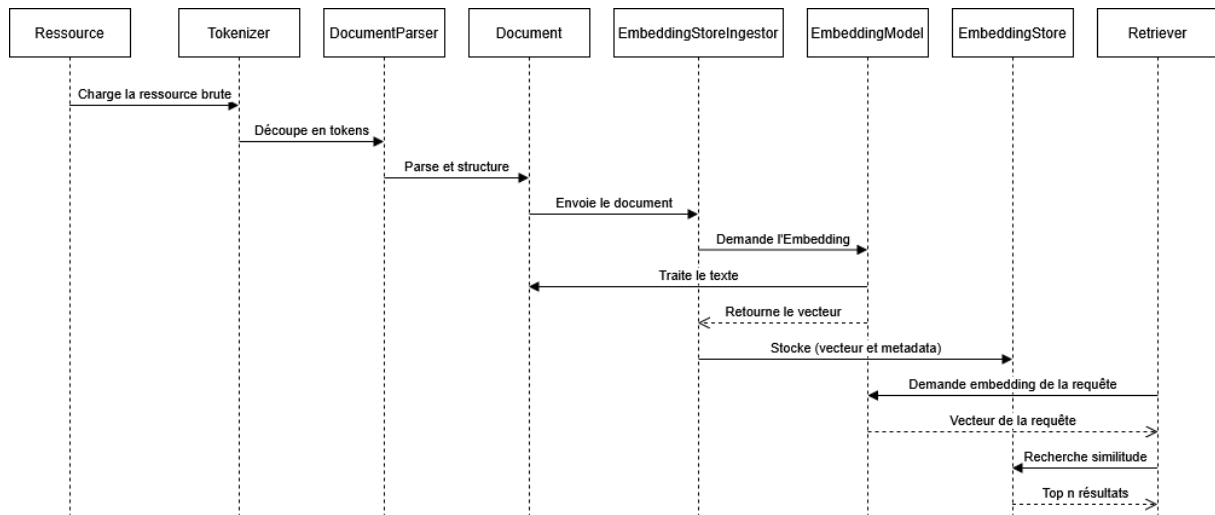 Ressource
Tokenizer
DocumentParser
Document
EmbeddingStoreIngestor
EmbeddingModel
EmbeddingStore
Retriever
Charge la ressource brute
Découpe en tokens
Parse et structure
Envoie le document
Demande l'Embedding
Traite le texte
Retourne le vecteur
Stocke (vecteur et metadata)
Demande embedding de la requête
Vecteur de la requête
Recherche similitude
Top n résultats